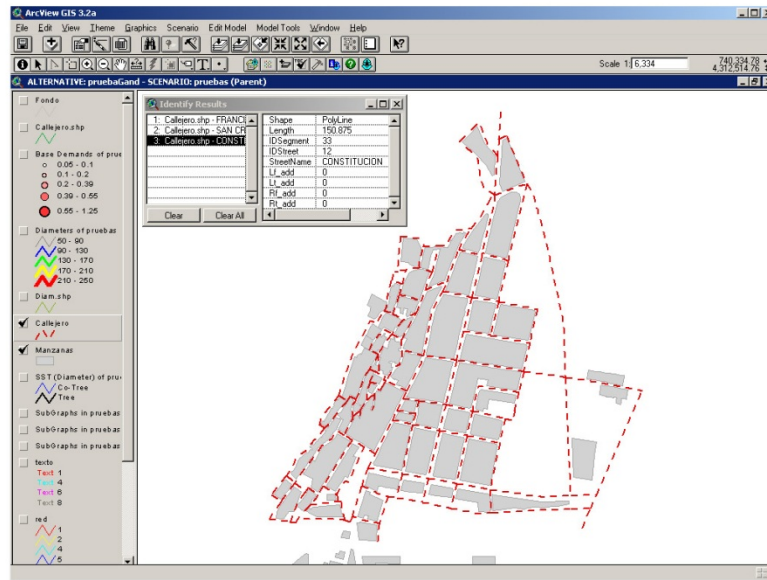 ArcView GIS 3.2a
File Edit View Theme Graphics Scenario Edit Model Model Tools Window Help
Scale 1: 6,334
740,334.78
4,312,514.76
ALTERNATIVE: pruebaGand - SCENARIO: pruebas (Parent)
Fondo
Callejero.shp
Base Demands of prue
0.05 - 0.1
0.1 - 0.2
0.2 - 0.39
0.39 - 0.55
0.55 - 1.25
Diameters of pruebas
50 - 90
90 - 130
130 - 170
170 - 210
210 - 250
Diam.shp
Callejero
Manzanas
SST (Diameter) of prue
Co-Tree
Tree
SubGraphs in pruebas
SubGraphs in pruebas
SubGraphs in pruebas
texto
Text 1
Text 4
Text 6
Text 8
red
1
2
4
5
Identify Results
1: Callejero.shp - FRANCI
2: Callejero.shp - SAN CR
3: Callejero.shp - CONSTI
Clear
Clear All
Shape PolyLine
Length 150.875
IDSegment 33
IDStreet 12
StreetName CONSTITUCION
Lf_add 0
Lt_add 0
Rf_add 0
Rt_add 0